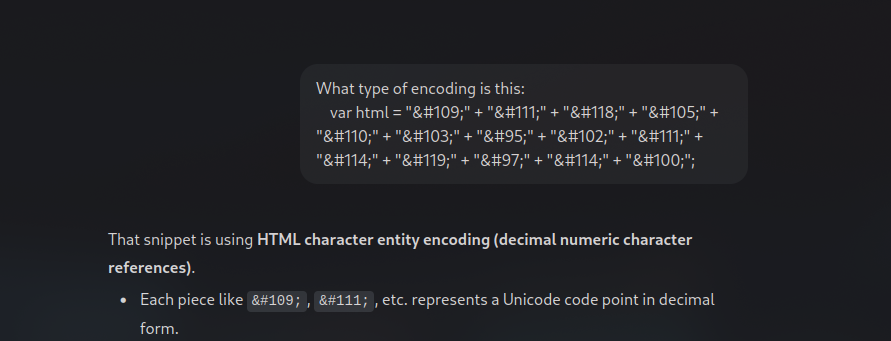 What type of encoding is this:
var html = "&#109;" + "&#111;" + "&#118;" + "&#105;" +
"&#110;" + "&#103;" + "&#95;" + "&#102;" + "&#111;" +
"&#114;" + "&#119;" + "&#97;" + "&#114;" + "&#100;";
That snippet is using HTML character entity encoding (decimal numeric character
references).
• Each piece like &#109; , &#111; , etc. represents a Unicode code point in decimal
form.